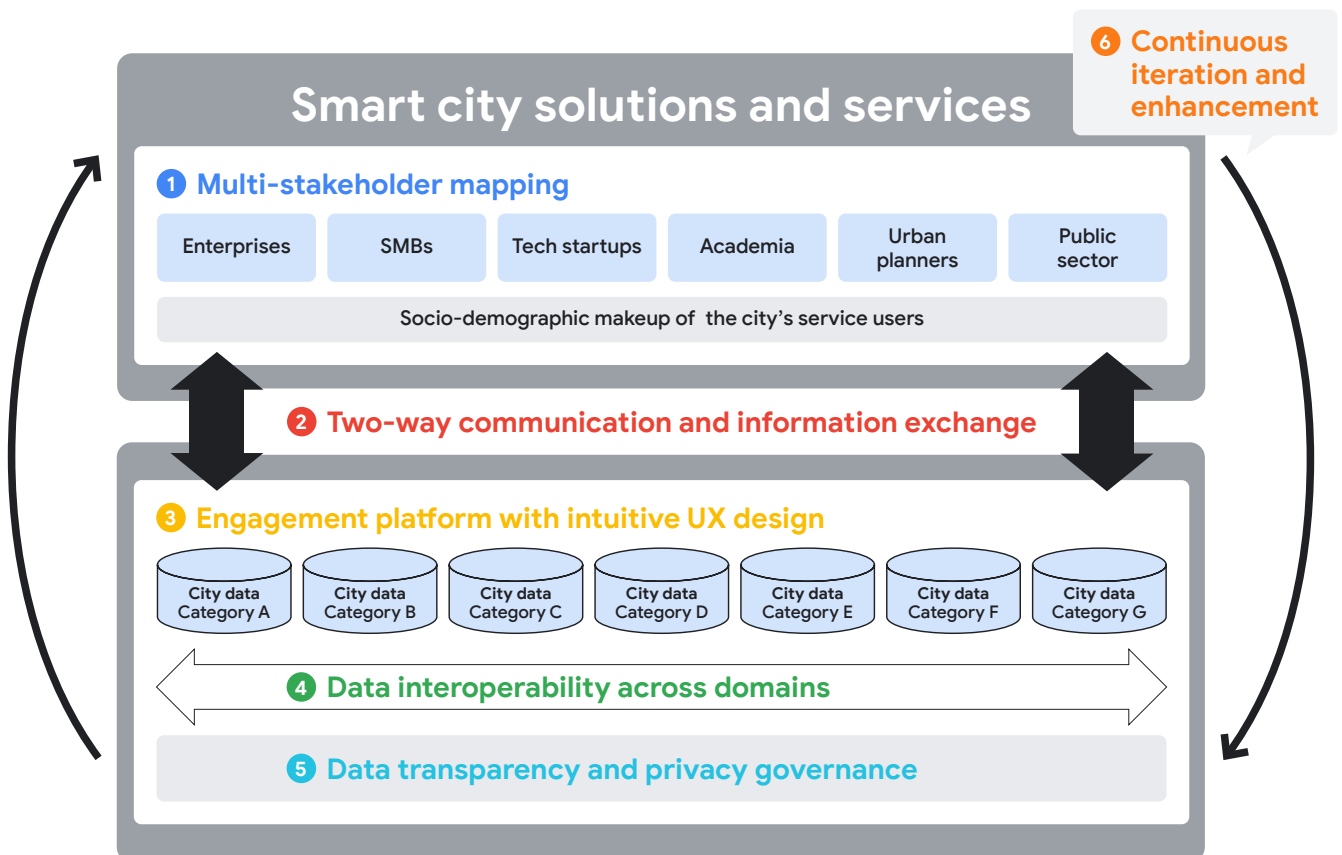 6 Continuous
iteration and
enhancement
Smart city solutions and services
1 Multi-stakeholder mapping
Enterprises
SMBs
Tech startups
Academia
Urban
planners
Public
sector
Socio-demographic makeup of the city's service users
2 Two-way communication and information exchange
3 Engagement platform with intuitive UX design
City data
Category A
City data
Category B
City data
Category C
City data
Category D
City data
Category E
City data
Category F
City data
Category G
4 Data interoperability across domains
5 Data transparency and privacy governance